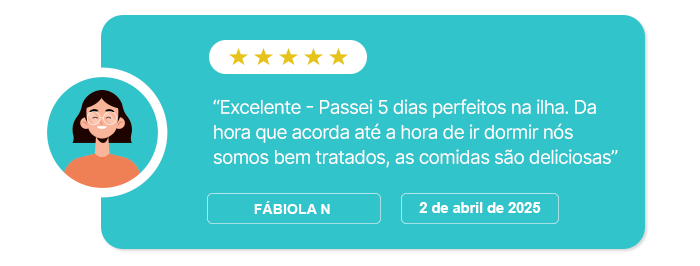 “Excelente - Passei 5 dias perfeitos na ilha. Da
hora que acorda até a hora de ir dormir nós
somos bem tratados, as comidas são deliciosas”
FÁBIOLA N
2 de abril de 2025